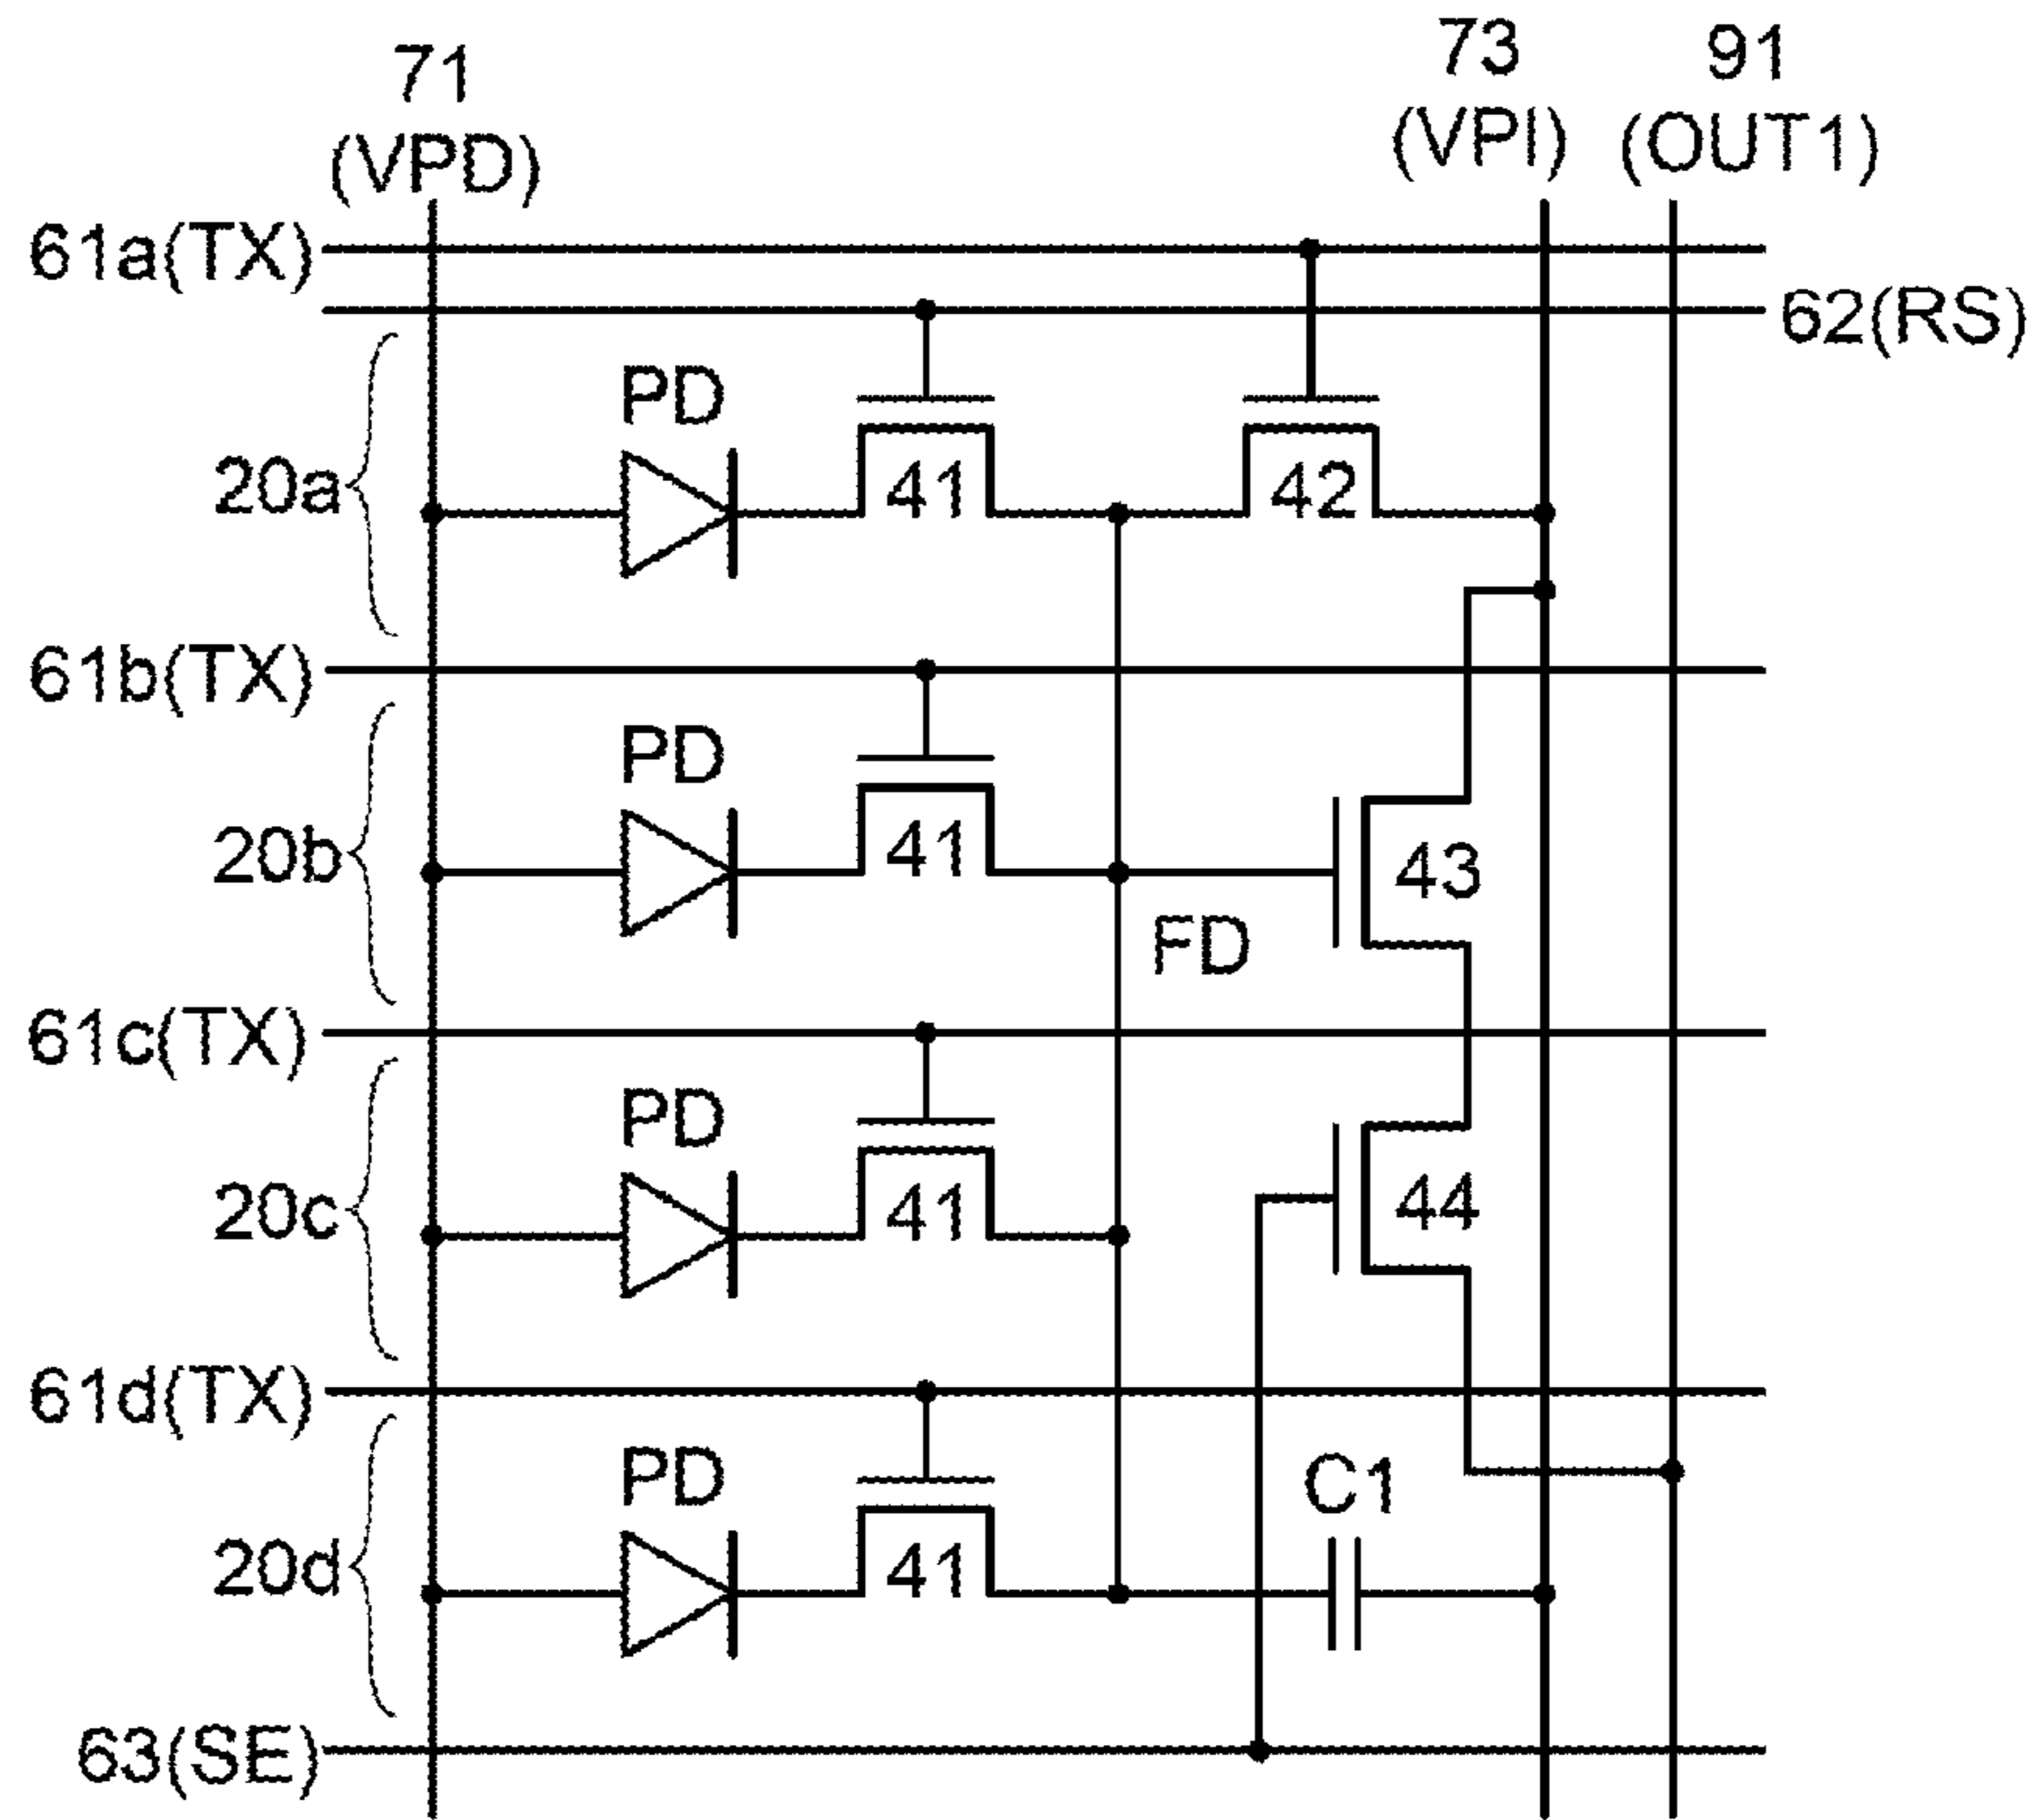 71
(VPD)
73
(VPI)
91
(OUT1)
61a(TX)
62(RS)
20a
PD
41
42
61b(TX)
20b
PD
41
43
FD
61c(TX)
20c
PD
41
44
61d(TX)
20d
PD
41
C1
63(SE)